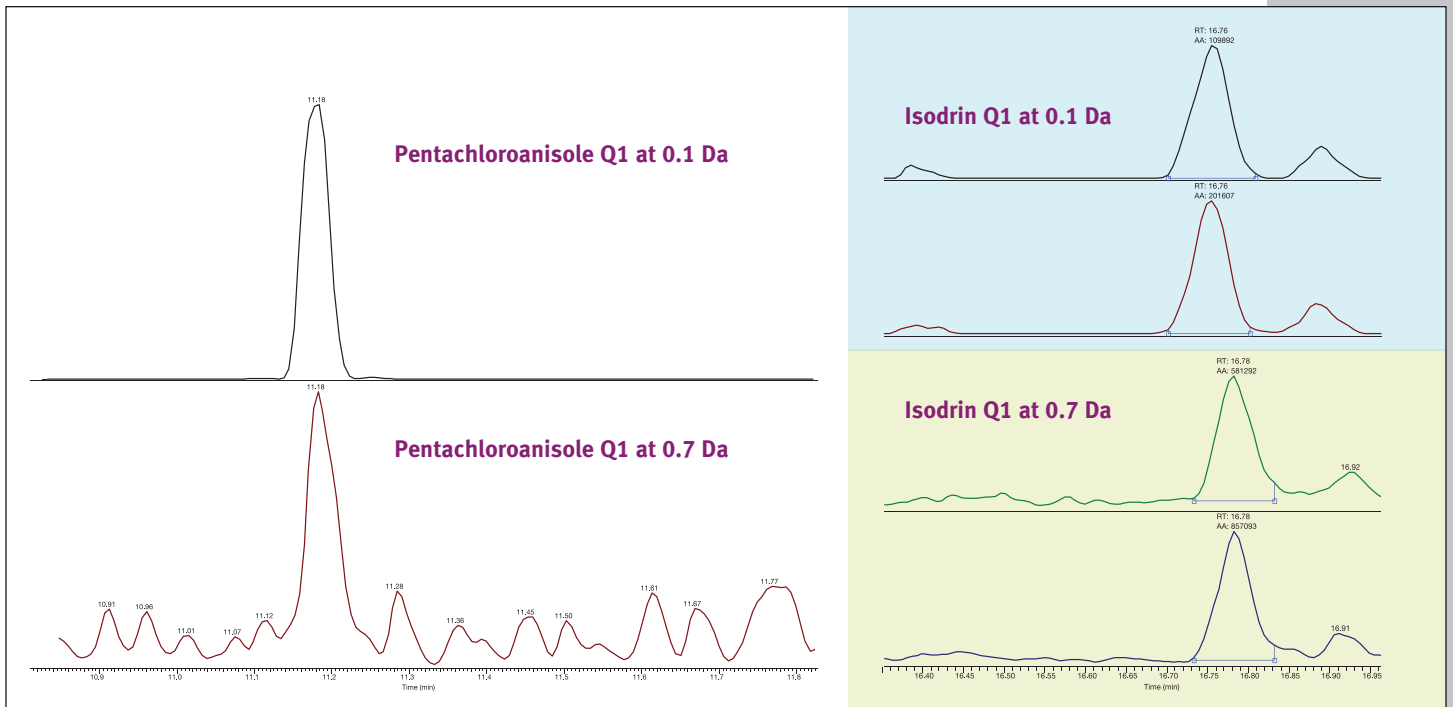 11.18
Pentachloroanisole Q1 at 0.1 Da
11.18
Pentachloroanisole Q1 at 0.7 Da
10.91
10.96
11.01
11.07
11.12
11.28
11.36
11.45
11.50
11.61
11.67
11.77
10.9 11.0 11.1 11.2 11.3 11.4 11.5 11.6 11.7 11.8
Time (min)
RT: 16.76
AA: 109892
Isodrin Q1 at 0.1 Da
RT: 16.76
AA: 201607
RT: 16.78
AA: 581292
Isodrin Q1 at 0.7 Da
16.92
RT: 16.78
AA: 857093
16.91
16.40 16.45 16.50 16.55 16.60 16.65 16.70 16.75 16.80 16.85 16.90 16.95
Time (min)